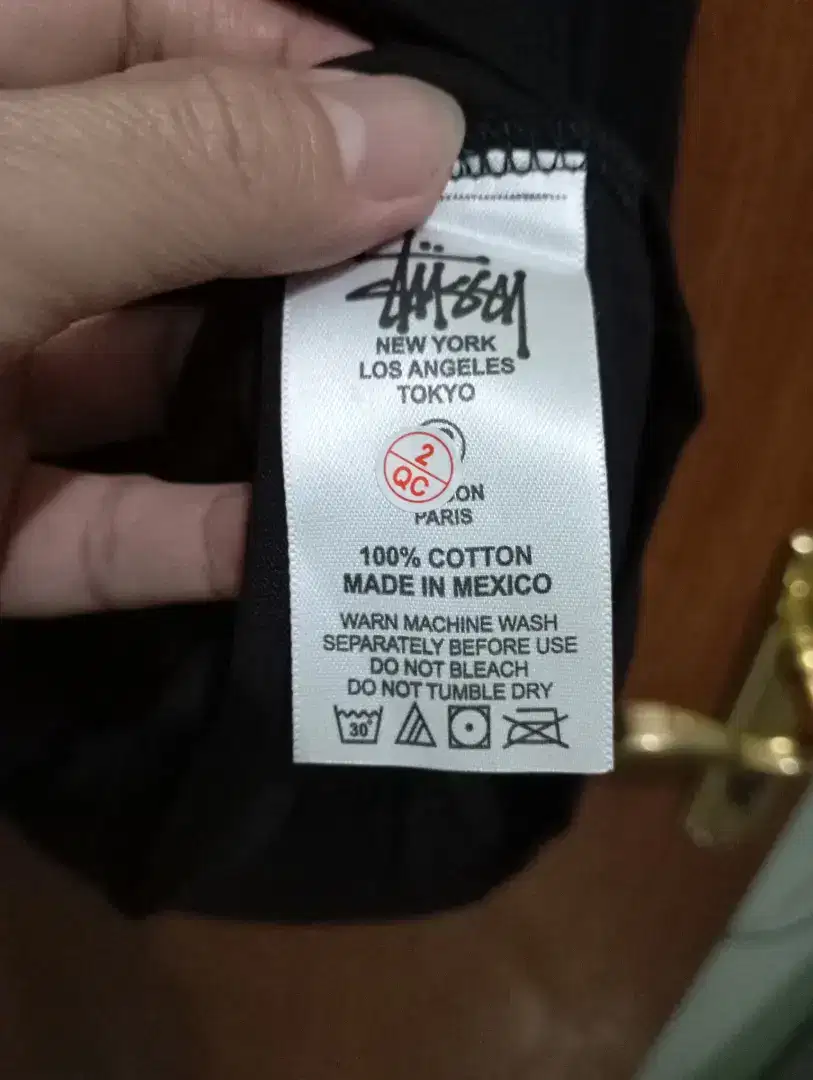 Stüssy
NEW YORK
LOS ANGELES
TOKYO
2
QC
PARIS
100% COTTON
MADE IN MEXICO
WARN MACHINE WASH
SEPARATELY BEFORE USE
DO NOT BLEACH
DO NOT TUMBLE DRY
30°